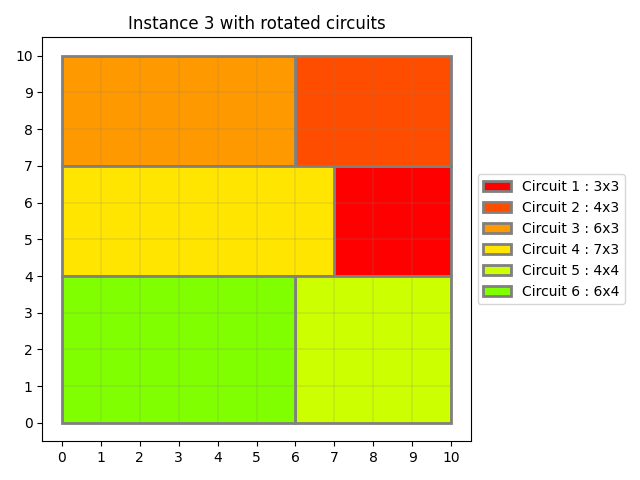 Instance 3 with rotated circuits
10
9
8
7
6
5
4
3
2
1
0
0 1 2 3 4 5 6 7 8 9 10
Circuit 1 : 3x3
Circuit 2 : 4x3
Circuit 3 : 6x3
Circuit 4 : 7x3
Circuit 5 : 4x4
Circuit 6 : 6x4